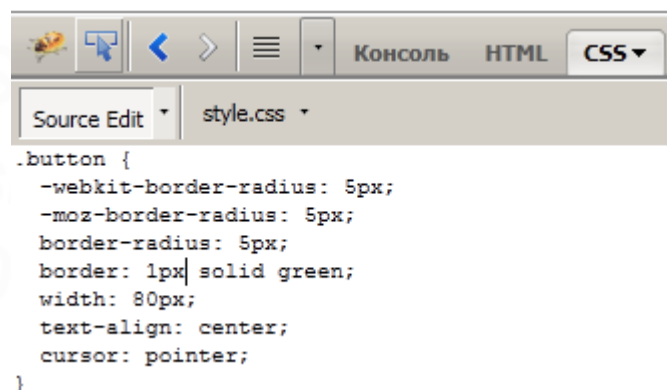 Консоль HTML CSS
Source Edit style.css
.button {
-webkit-border-radius: 5px;
-moz-border-radius: 5px;
border-radius: 5px;
border: 1px solid green;
width: 80px;
text-align: center;
cursor: pointer;
}